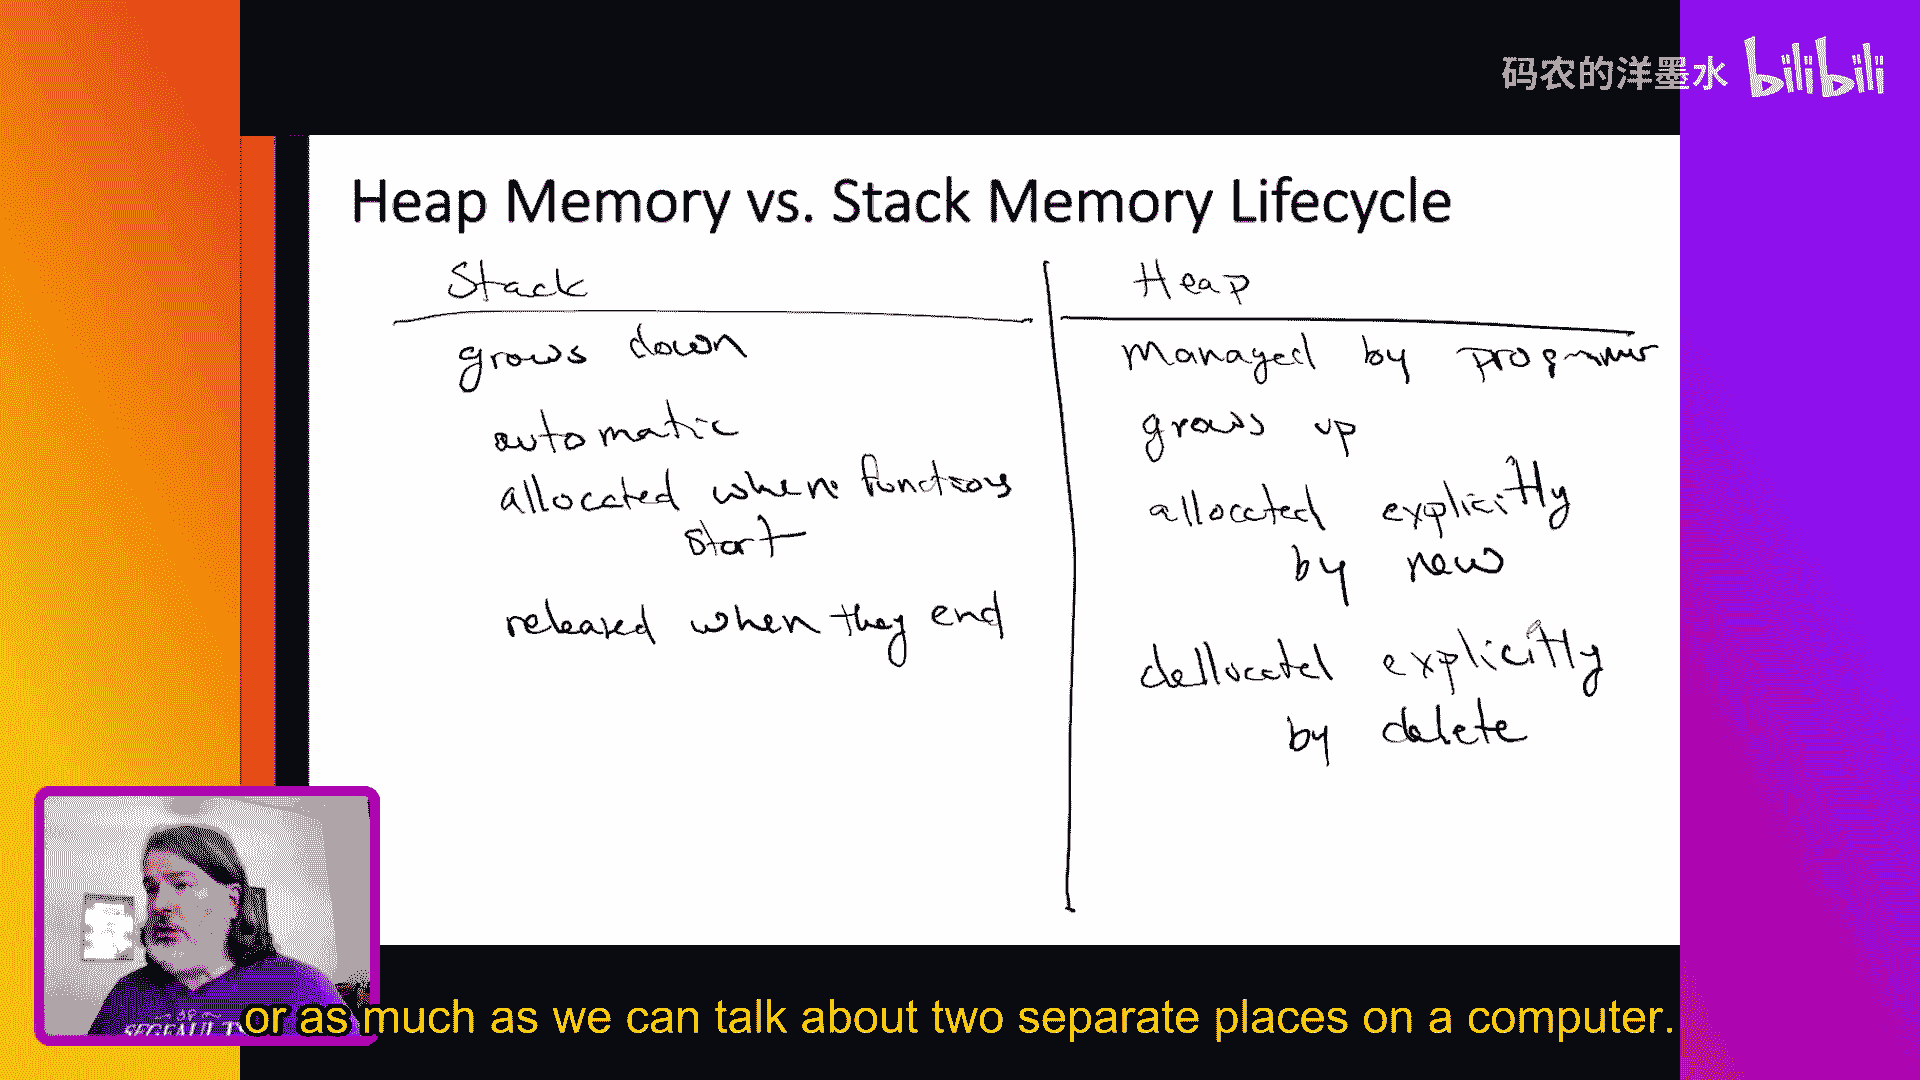 码农的洋墨水 bilibili
Heap Memory vs. Stack Memory Lifecycle
Stack
grows down
automatic
allocated when functions
start
released when they end
Heap
managed by
grows up
allocated explicitly
by new
dellocated explicitly
by delete
SEGFAULT
or as much as we can talk about two separate places on a computer.